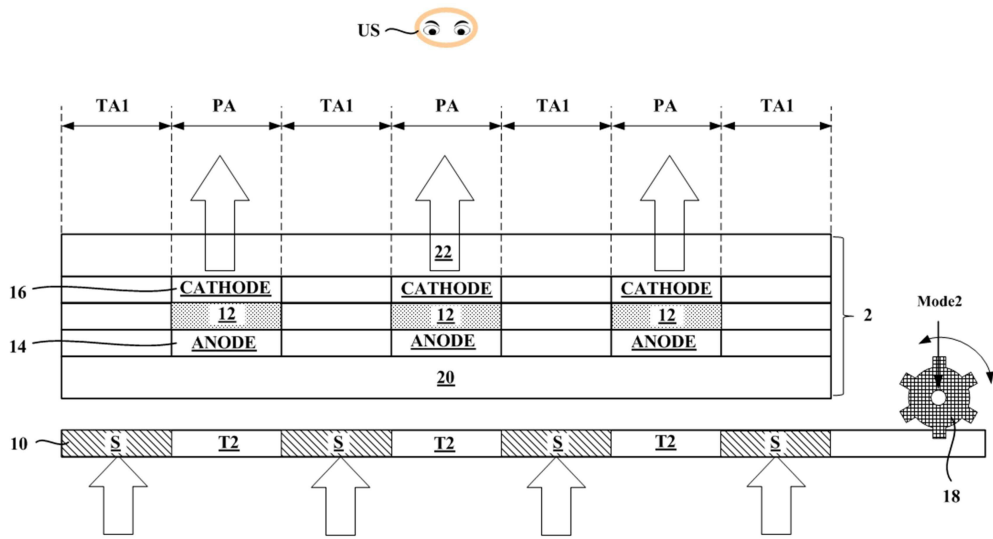 US
TA1 PA TA1 PA TA1 PA TA1
22
16 CATHODE CATHODE CATHODE
12 12 12 2 Mode2
14 ANODE ANODE ANODE
20
10 S T2 S T2 S T2 S
18